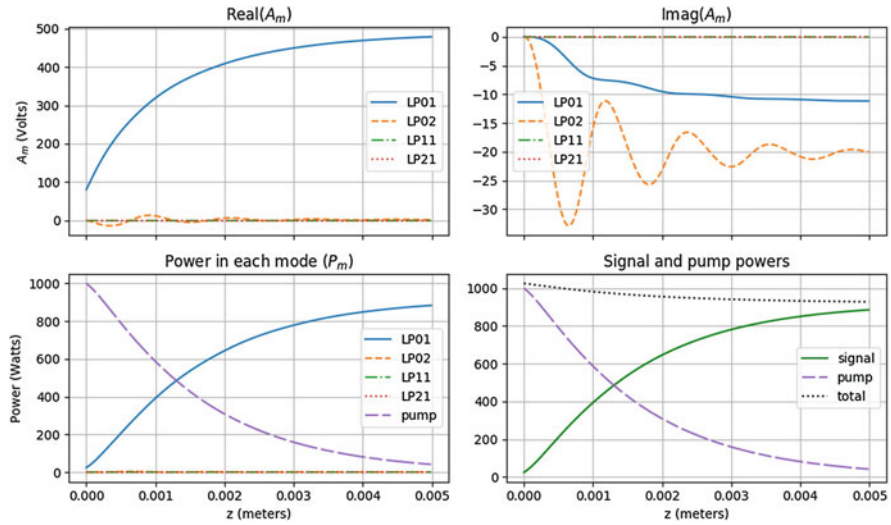 Real(Aₘ)
500
400
300
200
100
0
Aₘ (Volts)
LP01
LP02
LP11
LP21
Imag(Aₘ)
0
−5
−10
−15
−20
−25
−30
LP01
LP02
LP11
LP21
Power in each mode (Pₘ)
1000
800
600
400
200
0
Power (Watts)
LP01
LP02
LP11
LP21
pump
0.000 0.001 0.002 0.003 0.004 0.005
z (meters)
Signal and pump powers
1000
800
600
400
200
0
signal
pump
total
0.000 0.001 0.002 0.003 0.004 0.005
z (meters)